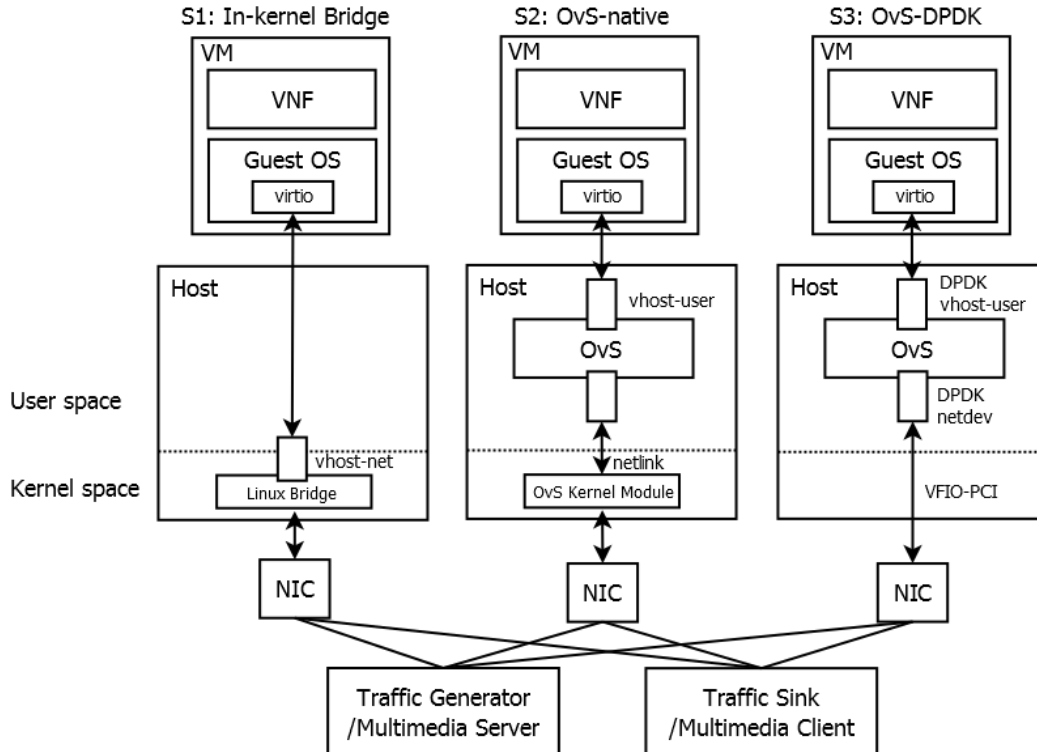 S1: In-kernel Bridge
VM
VNF
Guest OS
virtio
Host
vhost-net
Linux Bridge
NIC
S2: OvS-native
VM
VNF
Guest OS
virtio
Host
vhost-user
OvS
netlink
OvS Kernel Module
NIC
S3: OvS-DPDK
VM
VNF
Guest OS
virtio
Host
DPDK
vhost-user
OvS
DPDK
netdev
VFIO-PCI
NIC
User space
Kernel space
Traffic Generator
/Multimedia Server
Traffic Sink
/Multimedia Client